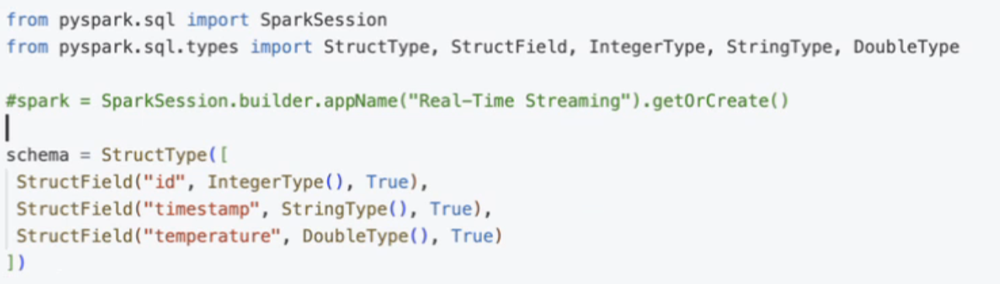 from pyspark.sql import SparkSession
from pyspark.sql.types import StructType, StructField, IntegerType, StringType, DoubleType
#spark = SparkSession.builder.appName("Real-Time Streaming").getOrCreate()
schema = StructType([
StructField("id", IntegerType(), True),
StructField("timestamp", StringType(), True),
StructField("temperature", DoubleType(), True)
])